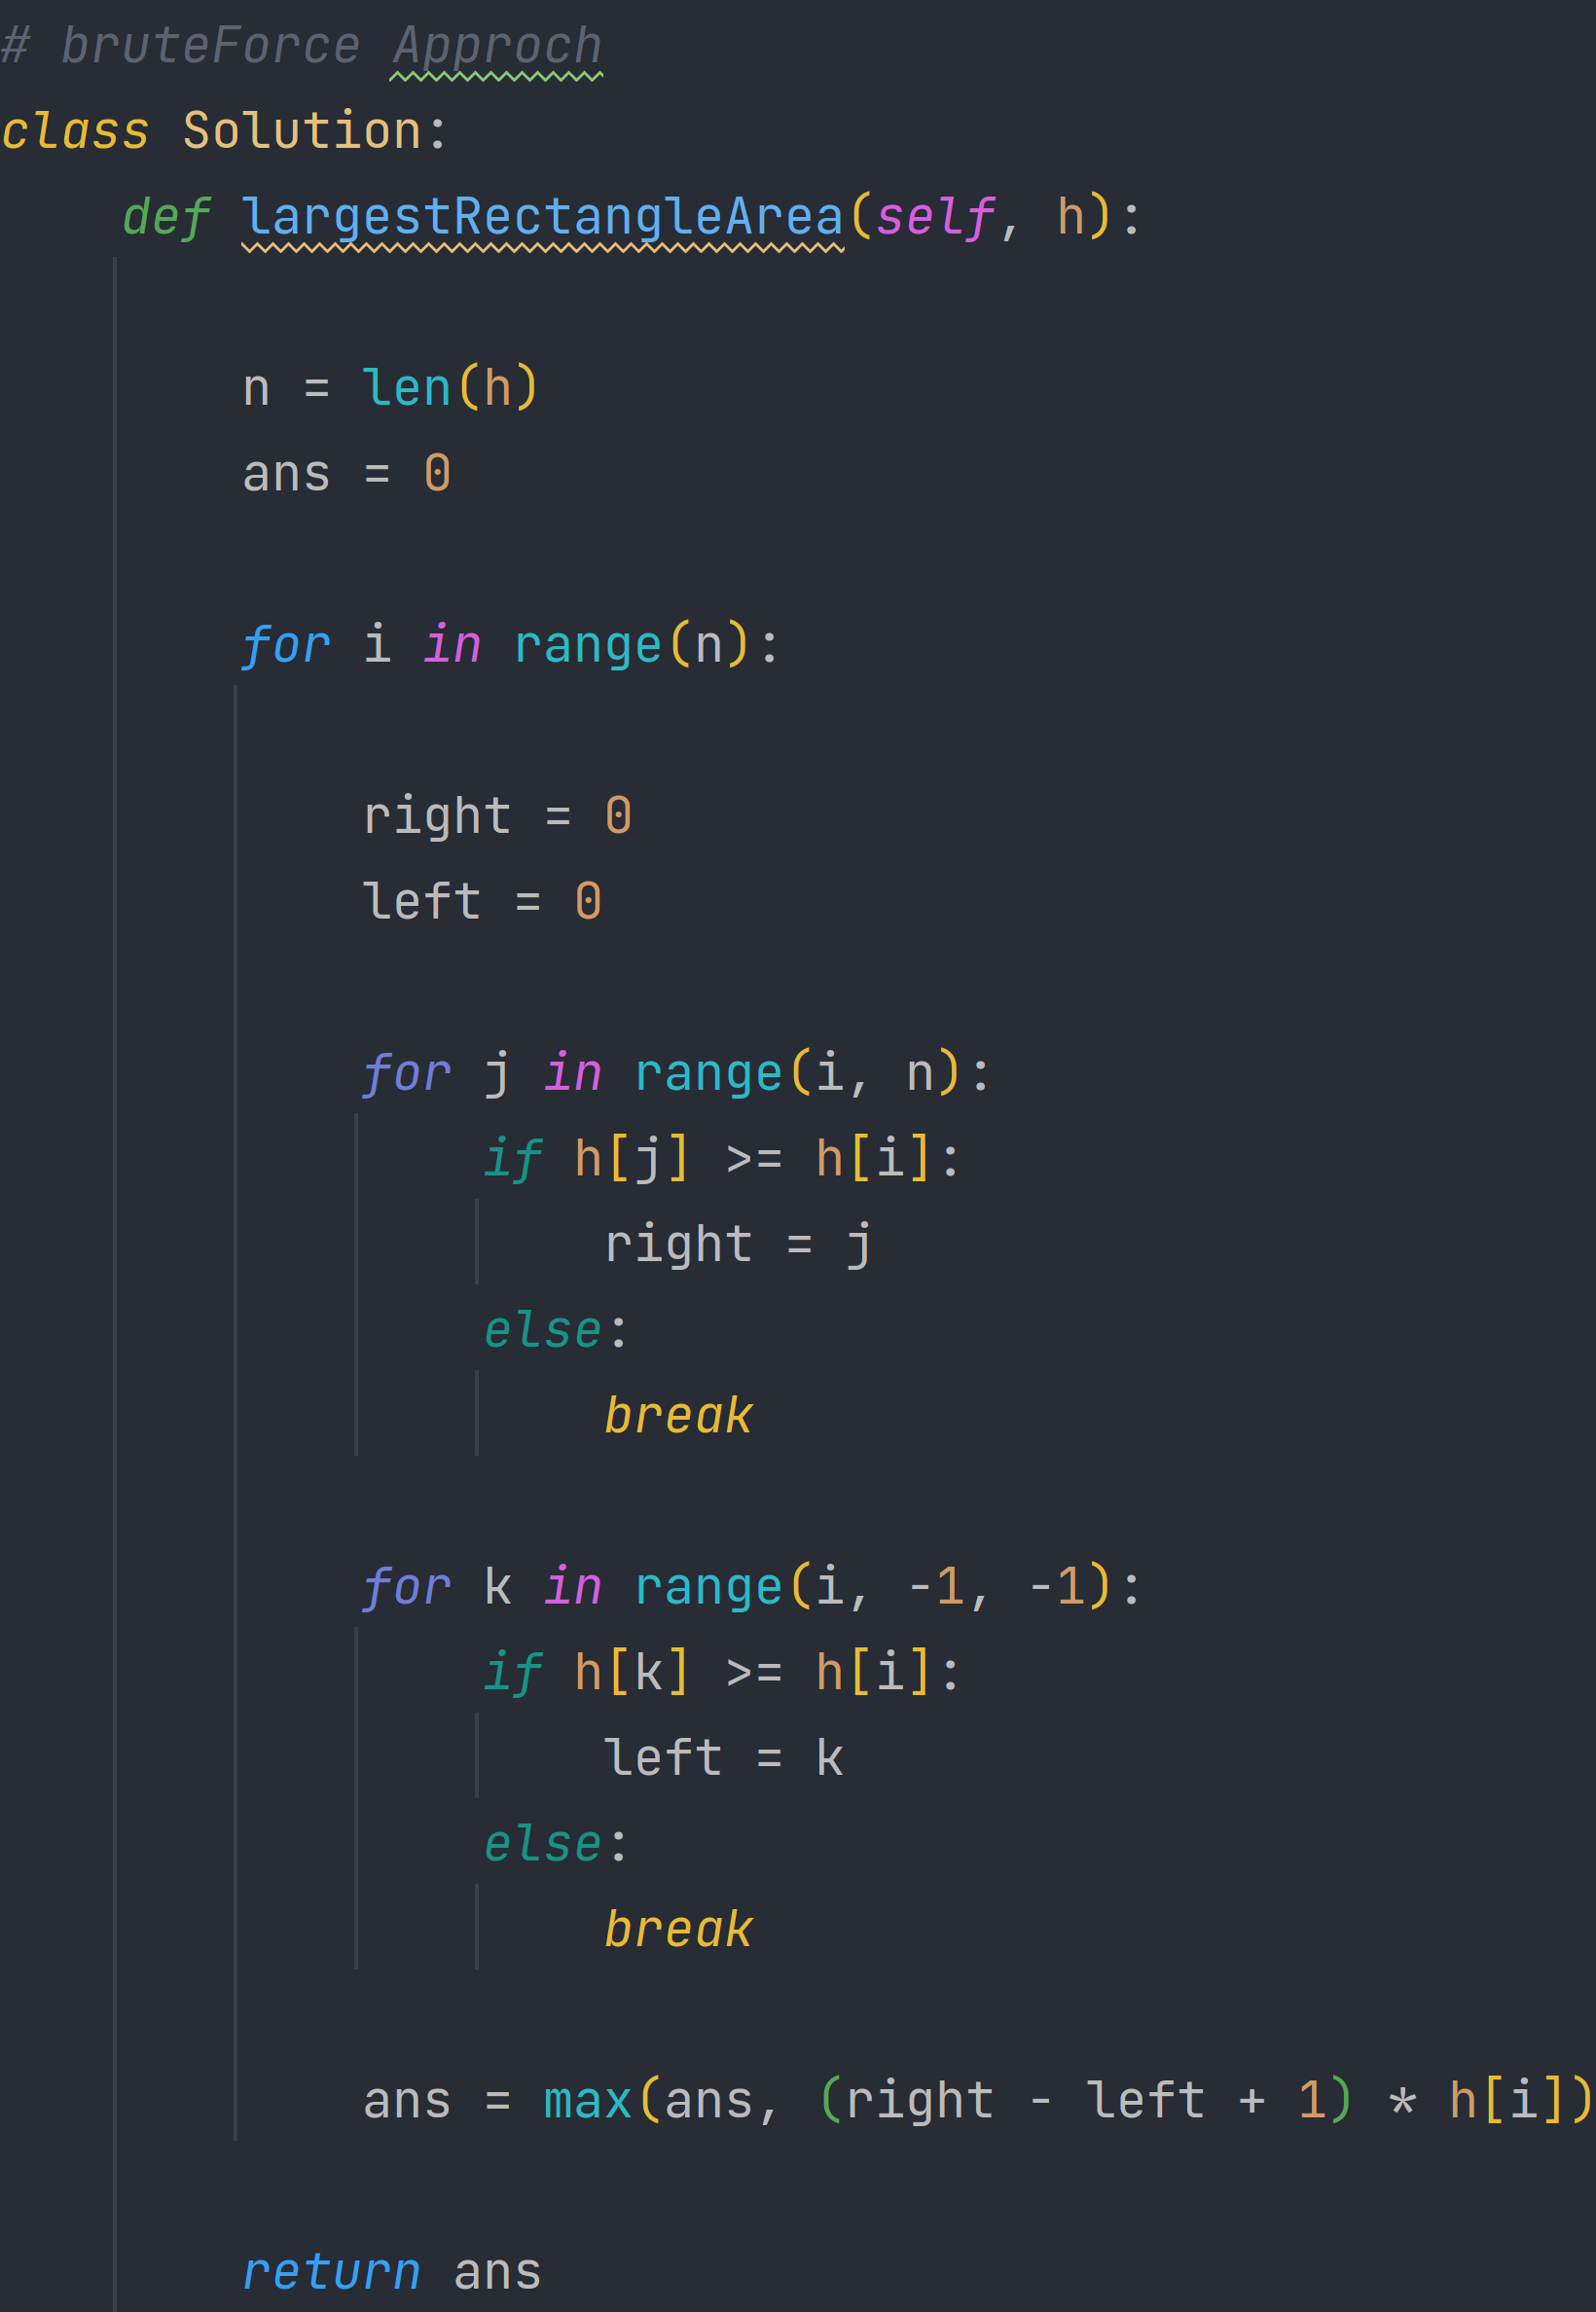 # bruteForce Approch
class Solution:
    def largestRectangleArea(self, h):
        n = len(h)
        ans = 0
        for i in range(n):
            right = 0
            left = 0
            for j in range(i, n):
                if h[j] >= h[i]:
                    right = j
                else:
                    break
            for k in range(i, -1, -1):
                if h[k] >= h[i]:
                    left = k
                else:
                    break
            ans = max(ans, (right - left + 1) * h[i])
        return ans